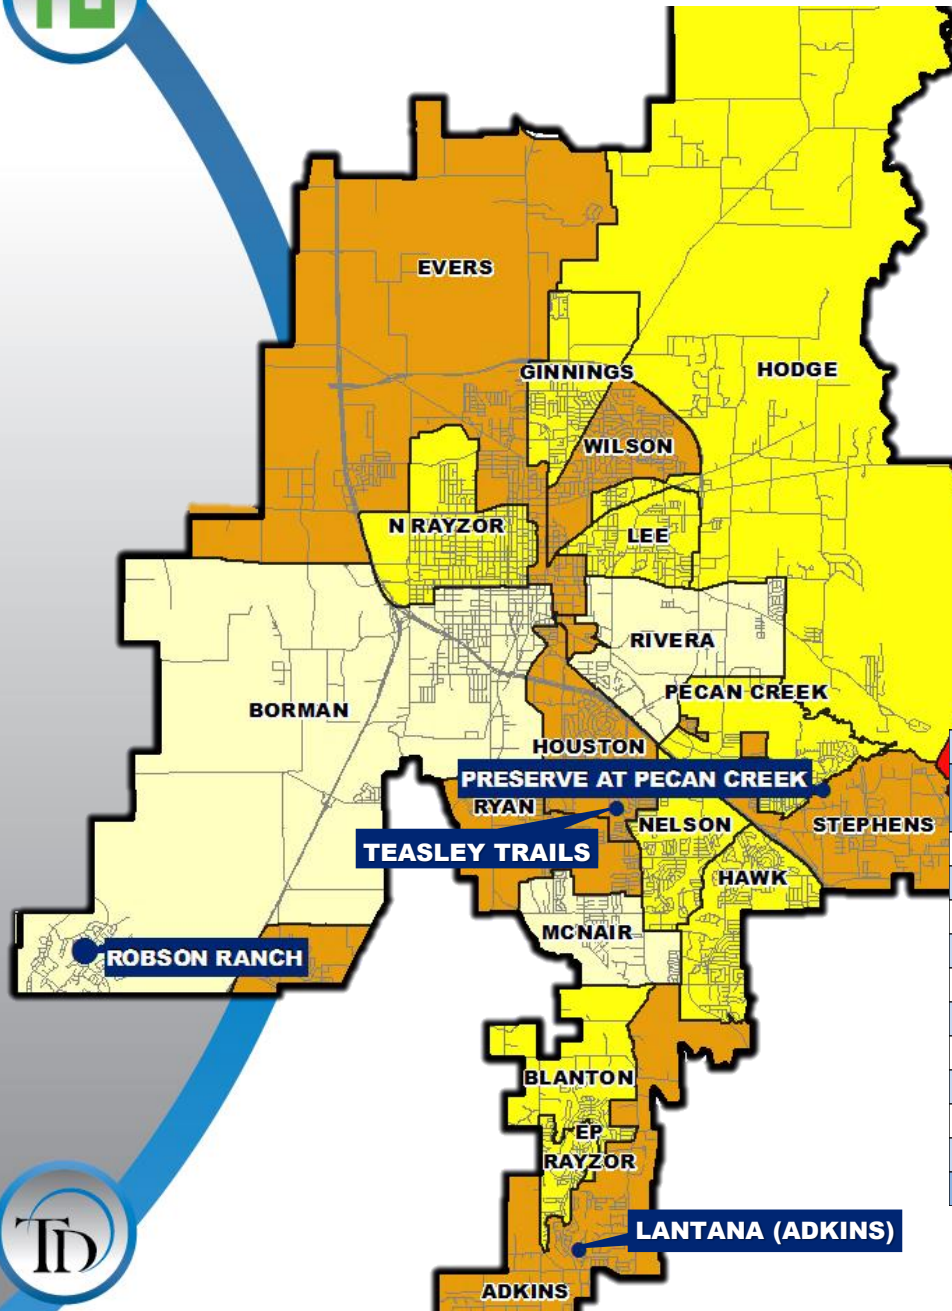 EVERS
GINNINGS
HODGE
WILSON
N RAYZOR
LEE
RIVERA
PECAN CREEK
BORMAN
HOUSTON
PRESERVE AT PECAN CREEK
RYAN
NELSON
STEPHENS
TEASLEY TRAILS
HAWK
MCNAIR
ROBSON RANCH
BLANTON
EP
RAYZOR
LANTANA (ADKINS)
TD
ADKINS